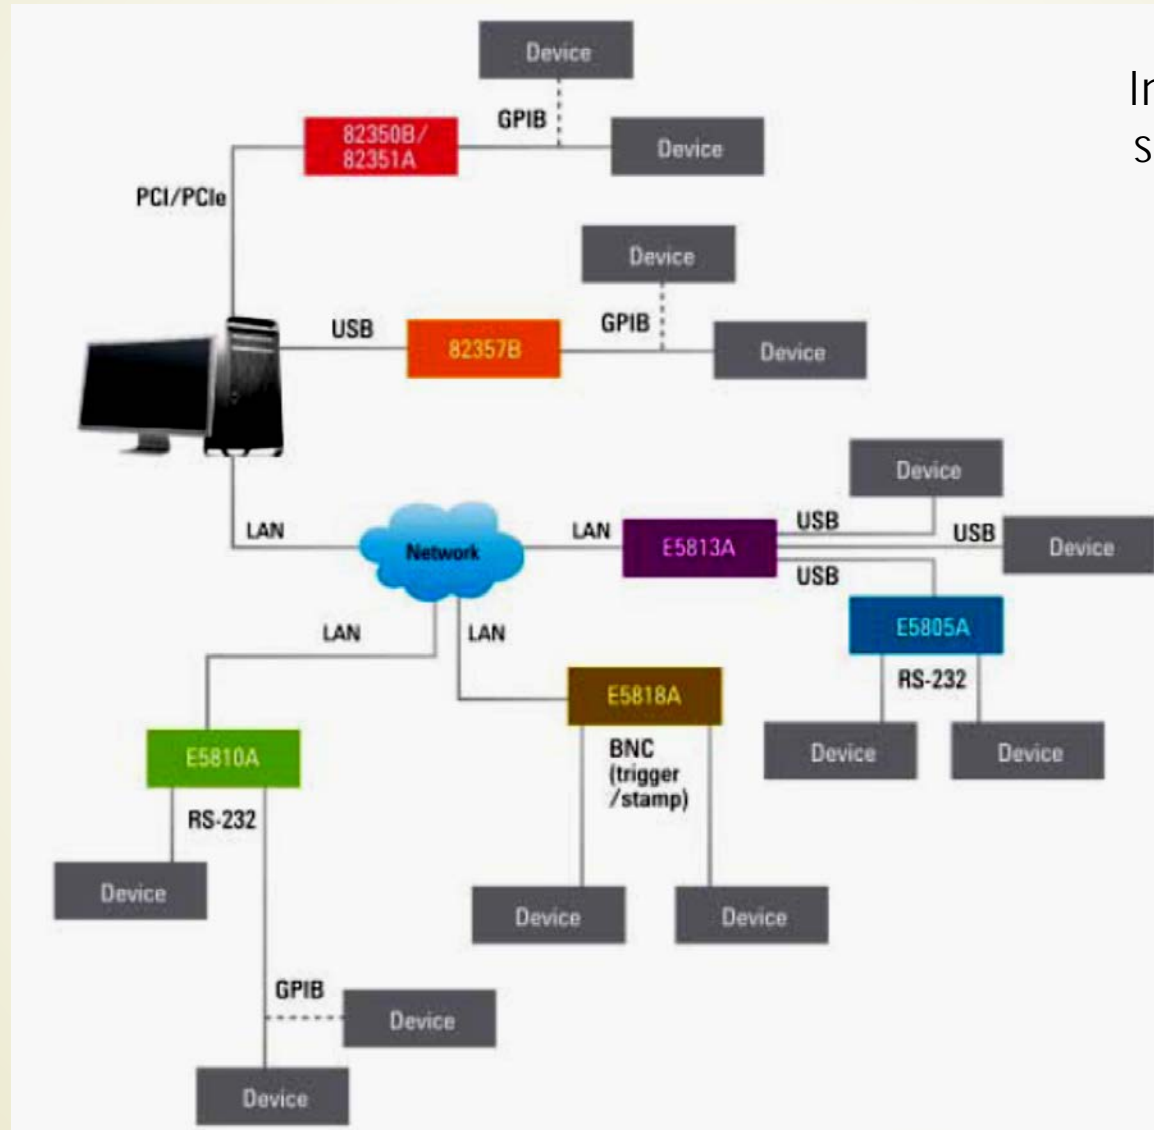 Device
GPIB
82350B/
82351A
Device
PCI/PCIe
Device
GPIB
USB
82357B
Device
Device
USB
LAN
Network
LAN
E5813A
USB
Device
USB
E5805A
LAN
LAN
RS-232
E5818A
Device
Device
BNC
(trigger
/stamp)
E5810A
RS-232
Device
Device
Device
GPIB
Device
Device